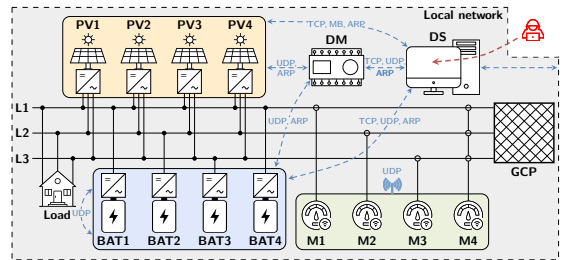 Local network
PV1 PV2 PV3 PV4
TCP, MB, ARP
DM
DS
UDP
ARP
TCP, UDP
ARP
L1
L2
L3
UDP, ARP
TCP, UDP, ARP
GCP
Load
UDP
UDP
BAT1 BAT2 BAT3 BAT4
M1 M2 M3 M4